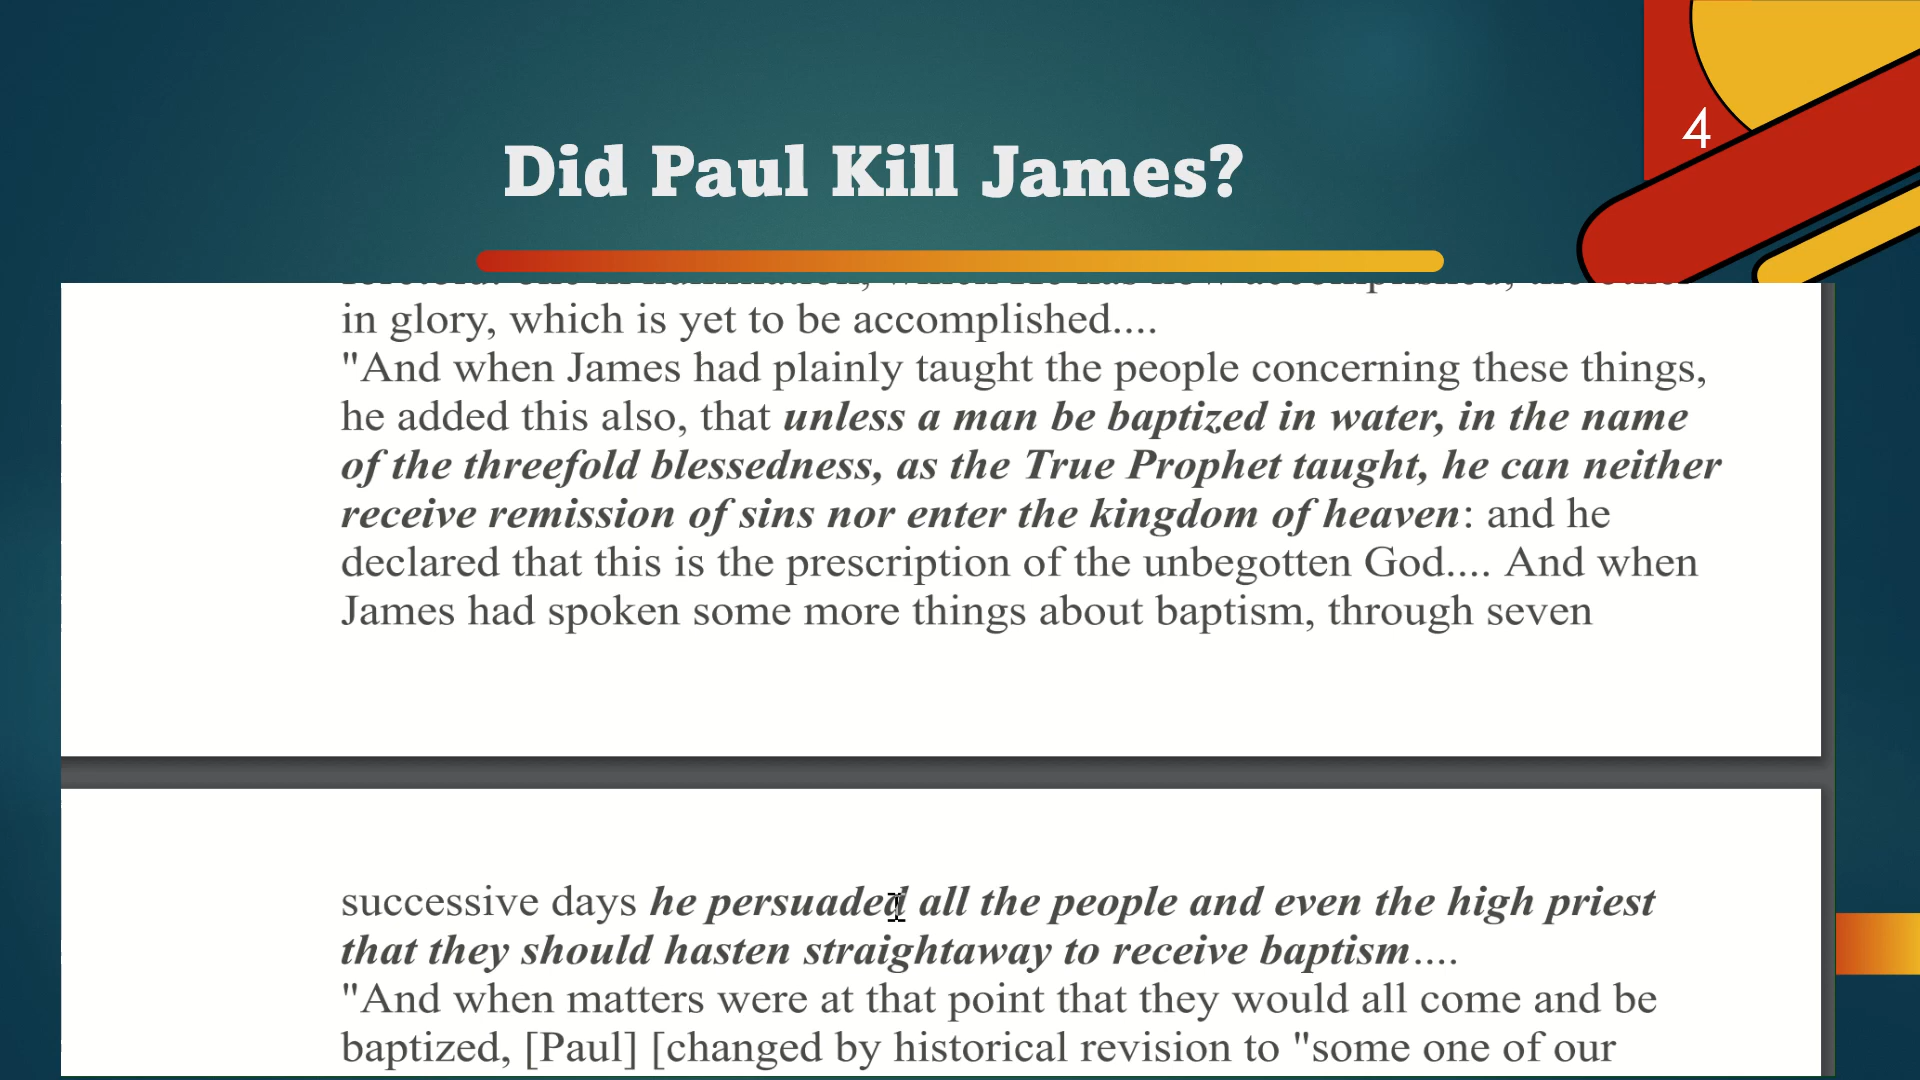 4
Did Paul Kill James?
in glory, which is yet to be accomplished....
"And when James had plainly taught the people concerning these things,
he added this also, that unless a man be baptized in water, in the name
of the threefold blessedness, as the True Prophet taught, he can neither
receive remission of sins nor enter the kingdom of heaven: and he
declared that this is the prescription of the unbegotten God.... And when
James had spoken some more things about baptism, through seven
successive days he persuaded all the people and even the high priest
that they should hasten straightaway to receive baptism....
"And when matters were at that point that they would all come and be
baptized, [Paul] [changed by historical revision to "some one of our